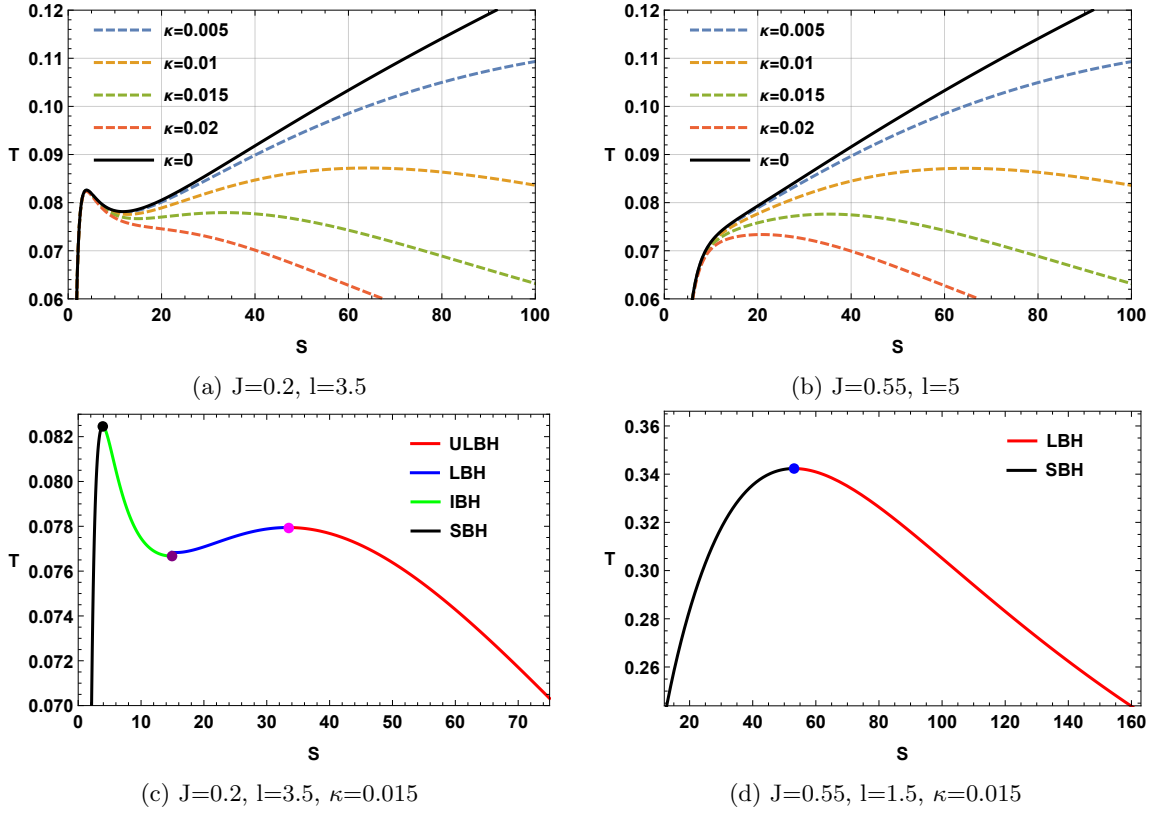 0.12
0.11
0.10
T 0.09
0.08
0.07
0.06
κ=0.005
κ=0.01
κ=0.015
κ=0.02
κ=0
0 20 40 60 80 100
S
(a) J=0.2, l=3.5
0.12
0.11
0.10
T 0.09
0.08
0.07
0.06
κ=0.005
κ=0.01
κ=0.015
κ=0.02
κ=0
0 20 40 60 80 100
S
(b) J=0.55, l=5
0.082
0.080
0.078
T 0.076
0.074
0.072
0.070
ULBH
LBH
IBH
SBH
0 10 20 30 40 50 60 70
S
(c) J=0.2, l=3.5, κ=0.015
0.36
0.34
0.32
T 0.30
0.28
0.26
LBH
SBH
20 40 60 80 100 120 140 160
S
(d) J=0.55, l=1.5, κ=0.015